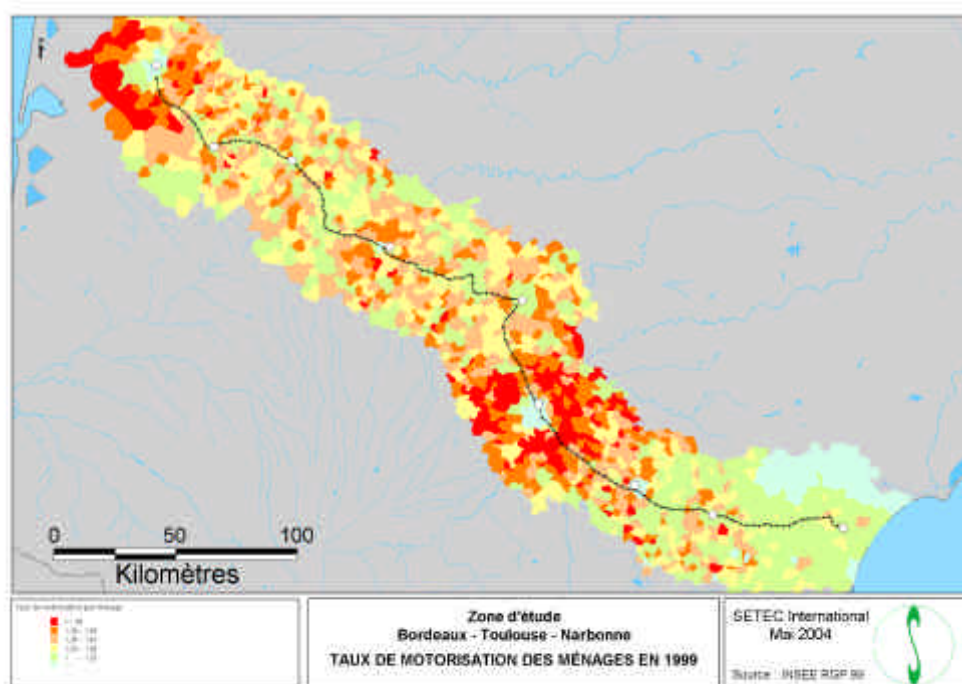 0 50 100
Kilomètres
Zone d'étude
Bordeaux - Toulouse - Narbonne
TAUX DE MOTORISATION DES MÉNAGES EN 1999
SETEC International
Mai 2004
Source : INSEE RGP 99